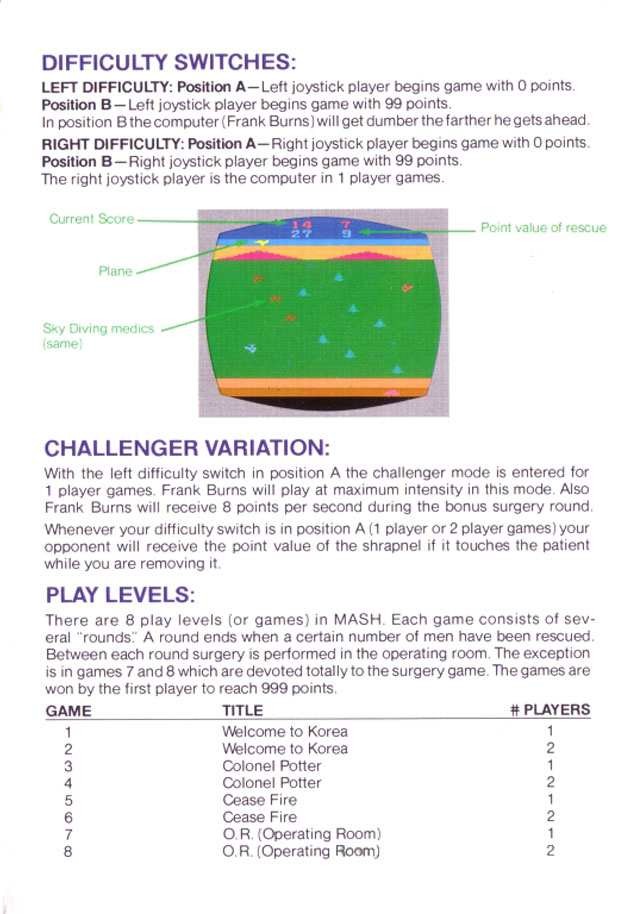 DIFFICULTY SWITCHES:
LEFT DIFFICULTY: Position A—Left joystick player begins game with 0 points.
Position B—Left joystick player begins game with 99 points.
In position B the computer (Frank Burns) will get dumber the farther he gets ahead.
RIGHT DIFFICULTY: Position A—Right joystick player begins game with 0 points.
Position B—Right joystick player begins game with 99 points.
The right joystick player is the computer in 1 player games.
Current Score
14 7
27 9
Point value of rescue
Plane
Sky Diving medics
(same)
CHALLENGER VARIATION:
With the left difficulty switch in position A the challenger mode is entered for
1 player games. Frank Burns will play at maximum intensity in this mode. Also
Frank Burns will receive 8 points per second during the bonus surgery round.
Whenever your difficulty switch is in position A (1 player or 2 player games) your
opponent will receive the point value of the shrapnel if it touches the patient
while you are removing it.
PLAY LEVELS:
There are 8 play levels (or games) in MASH. Each game consists of sev-
eral "rounds." A round ends when a certain number of men have been rescued.
Between each round surgery is performed in the operating room. The exception
is in games 7 and 8 which are devoted totally to the surgery game. The games are
won by the first player to reach 999 points.
GAME TITLE # PLAYERS
1 Welcome to Korea 1
2 Welcome to Korea 2
3 Colonel Potter 1
4 Colonel Potter 2
5 Cease Fire 1
6 Cease Fire 2
7 O.R. (Operating Room) 1
8 O.R. (Operating Room) 2